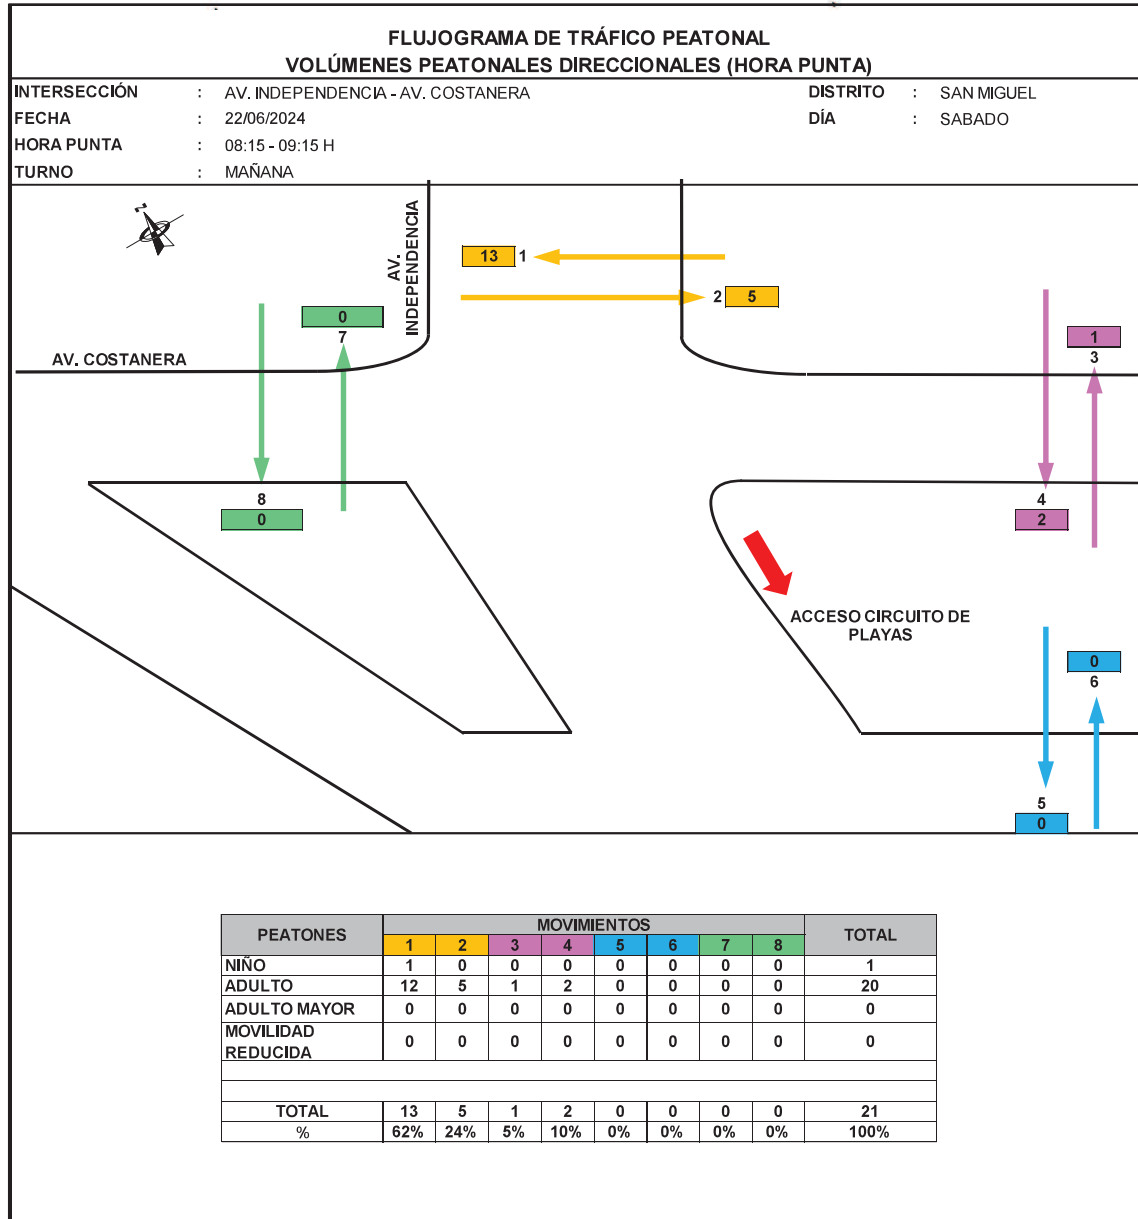 FLUJOGRAMA DE TRÁFICO PEATONAL
VOLÚMENES PEATONALES DIRECCIONALES (HORA PUNTA)
INTERSECCIÓN : AV. INDEPENDENCIA - AV. COSTANERA DISTRITO : SAN MIGUEL
FECHA : 22/06/2024 DÍA : SABADO
HORA PUNTA : 08:15 - 09:15 H
TURNO : MAÑANA
AV.
INDEPENDENCIA
13 1
2 5
0
7
1
3
AV. COSTANERA
8
0
4
2
ACCESO CIRCUITO DE
PLAYAS
0
6
5
0
PEATONES MOVIMIENTOS TOTAL
1 2 3 4 5 6 7 8
NIÑO 1 0 0 0 0 0 0 0 1
ADULTO 12 5 1 2 0 0 0 0 20
ADULTO MAYOR 0 0 0 0 0 0 0 0 0
MOVILIDAD
REDUCIDA 0 0 0 0 0 0 0 0 0
TOTAL 13 5 1 2 0 0 0 0 21
% 62% 24% 5% 10% 0% 0% 0% 0% 100%